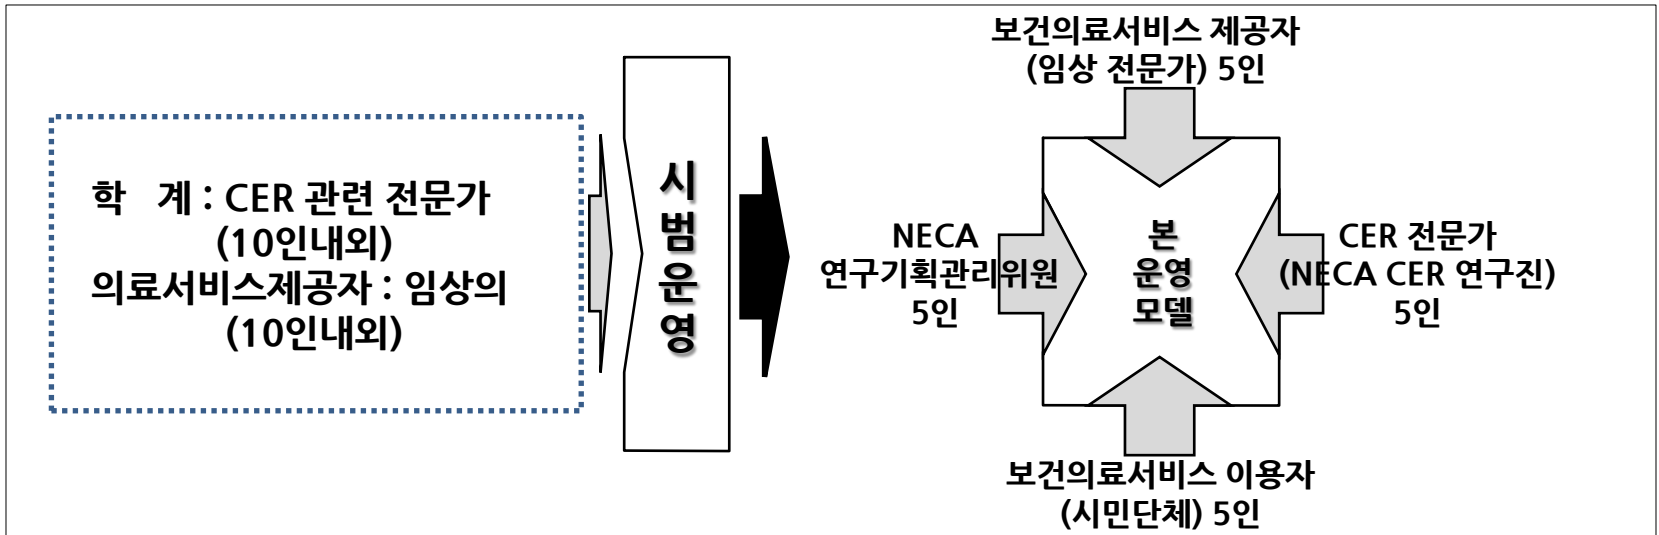 학 계 : CER 관련 전문가
(10인내외)
의료서비스제공자 : 임상의
(10인내외)
시
범
운
영
보건의료서비스 제공자
(임상 전문가) 5인
NECA
연구기획관리위원
5인
본
운영
모델
CER 전문가
(NECA CER 연구진)
5인
보건의료서비스 이용자
(시민단체) 5인